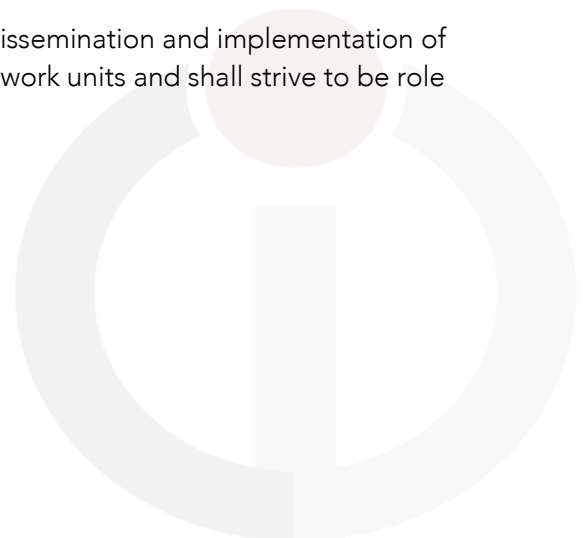 issemination and implementation of
work units and shall strive to be role